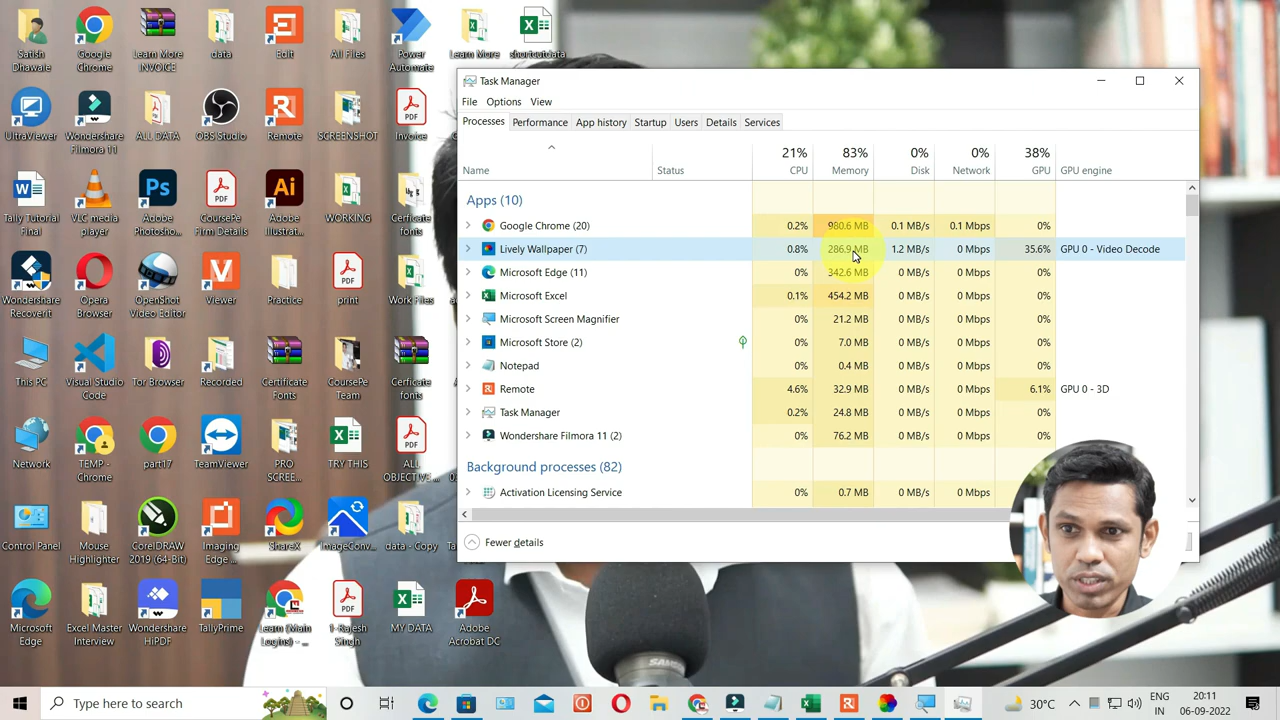 Satish
Dhawale
Google
Chrome
Learn More
INVOICE
data
Edit
All Files
Power
Automate
Learn More
shortcutdata
UltraViewer
Wondershare
Filmora 11
ALL DATA
OBS Studio
Remote
SCREENSHOT
Invoice
Tally Tutorial
Final
VLC media
player
Adobe
Photosho...
CoursePe
Firm Details
Adobe
Illustrat...
WORKING
Cerficate
fonts
Wondershare
Recoverit
Opera
Browser
OpenShot
Video Editor
Viewer
Practice
print
Work Files
This PC
Visual Studio
Code
Tor Browser
Recorded
Certificate
Fonts
CoursePe
Team
Cerficate
fonts
Network
TEMP -
Chrome
part17
TeamViewer
PRO
SCREE...
TRY THIS
ALL
OBJECTIVE...
Control Panel
Mouse
Highlighter
CorelDRAW
2019 (64-Bit)
Imaging
Edge ...
ShareX
ImageConv...
data - Copy
Microsoft
Edge
Excel Master
Interview
Wondershare
HiPDF
TallyPrime
Learn (Main
Logins) - ...
1-Rajesh
Singh
MY DATA
Adobe
Acrobat DC
Task Manager
File Options View
Processes Performance App history Startup Users Details Services
21% 83% 0% 0% 38%
Name Status CPU Memory Disk Network GPU GPU engine
Apps (10)
Google Chrome (20) 0.2% 980.6 MB 0.1 MB/s 0.1 Mbps 0%
Lively Wallpaper (7) 0.8% 286.9 MB 1.2 MB/s 0 Mbps 35.6% GPU 0 - Video Decode
Microsoft Edge (11) 0% 342.6 MB 0 MB/s 0 Mbps 0%
Microsoft Excel 0.1% 454.2 MB 0 MB/s 0 Mbps 0%
Microsoft Screen Magnifier 0% 21.2 MB 0 MB/s 0 Mbps 0%
Microsoft Store (2) 0% 7.0 MB 0 MB/s 0 Mbps 0%
Notepad 0% 0.4 MB 0 MB/s 0 Mbps 0%
Remote 4.6% 32.9 MB 0 MB/s 0 Mbps 6.1% GPU 0 - 3D
Task Manager 0.2% 24.8 MB 0 MB/s 0 Mbps 0%
Wondershare Filmora 11 (2) 0% 76.2 MB 0 MB/s 0 Mbps 0%
Background processes (82)
Activation Licensing Service 0% 0.7 MB 0 MB/s 0 Mbps 0%
Fewer details
SAMSON
Type here to search
30°C
ENG
IN
20:11
06-09-2022